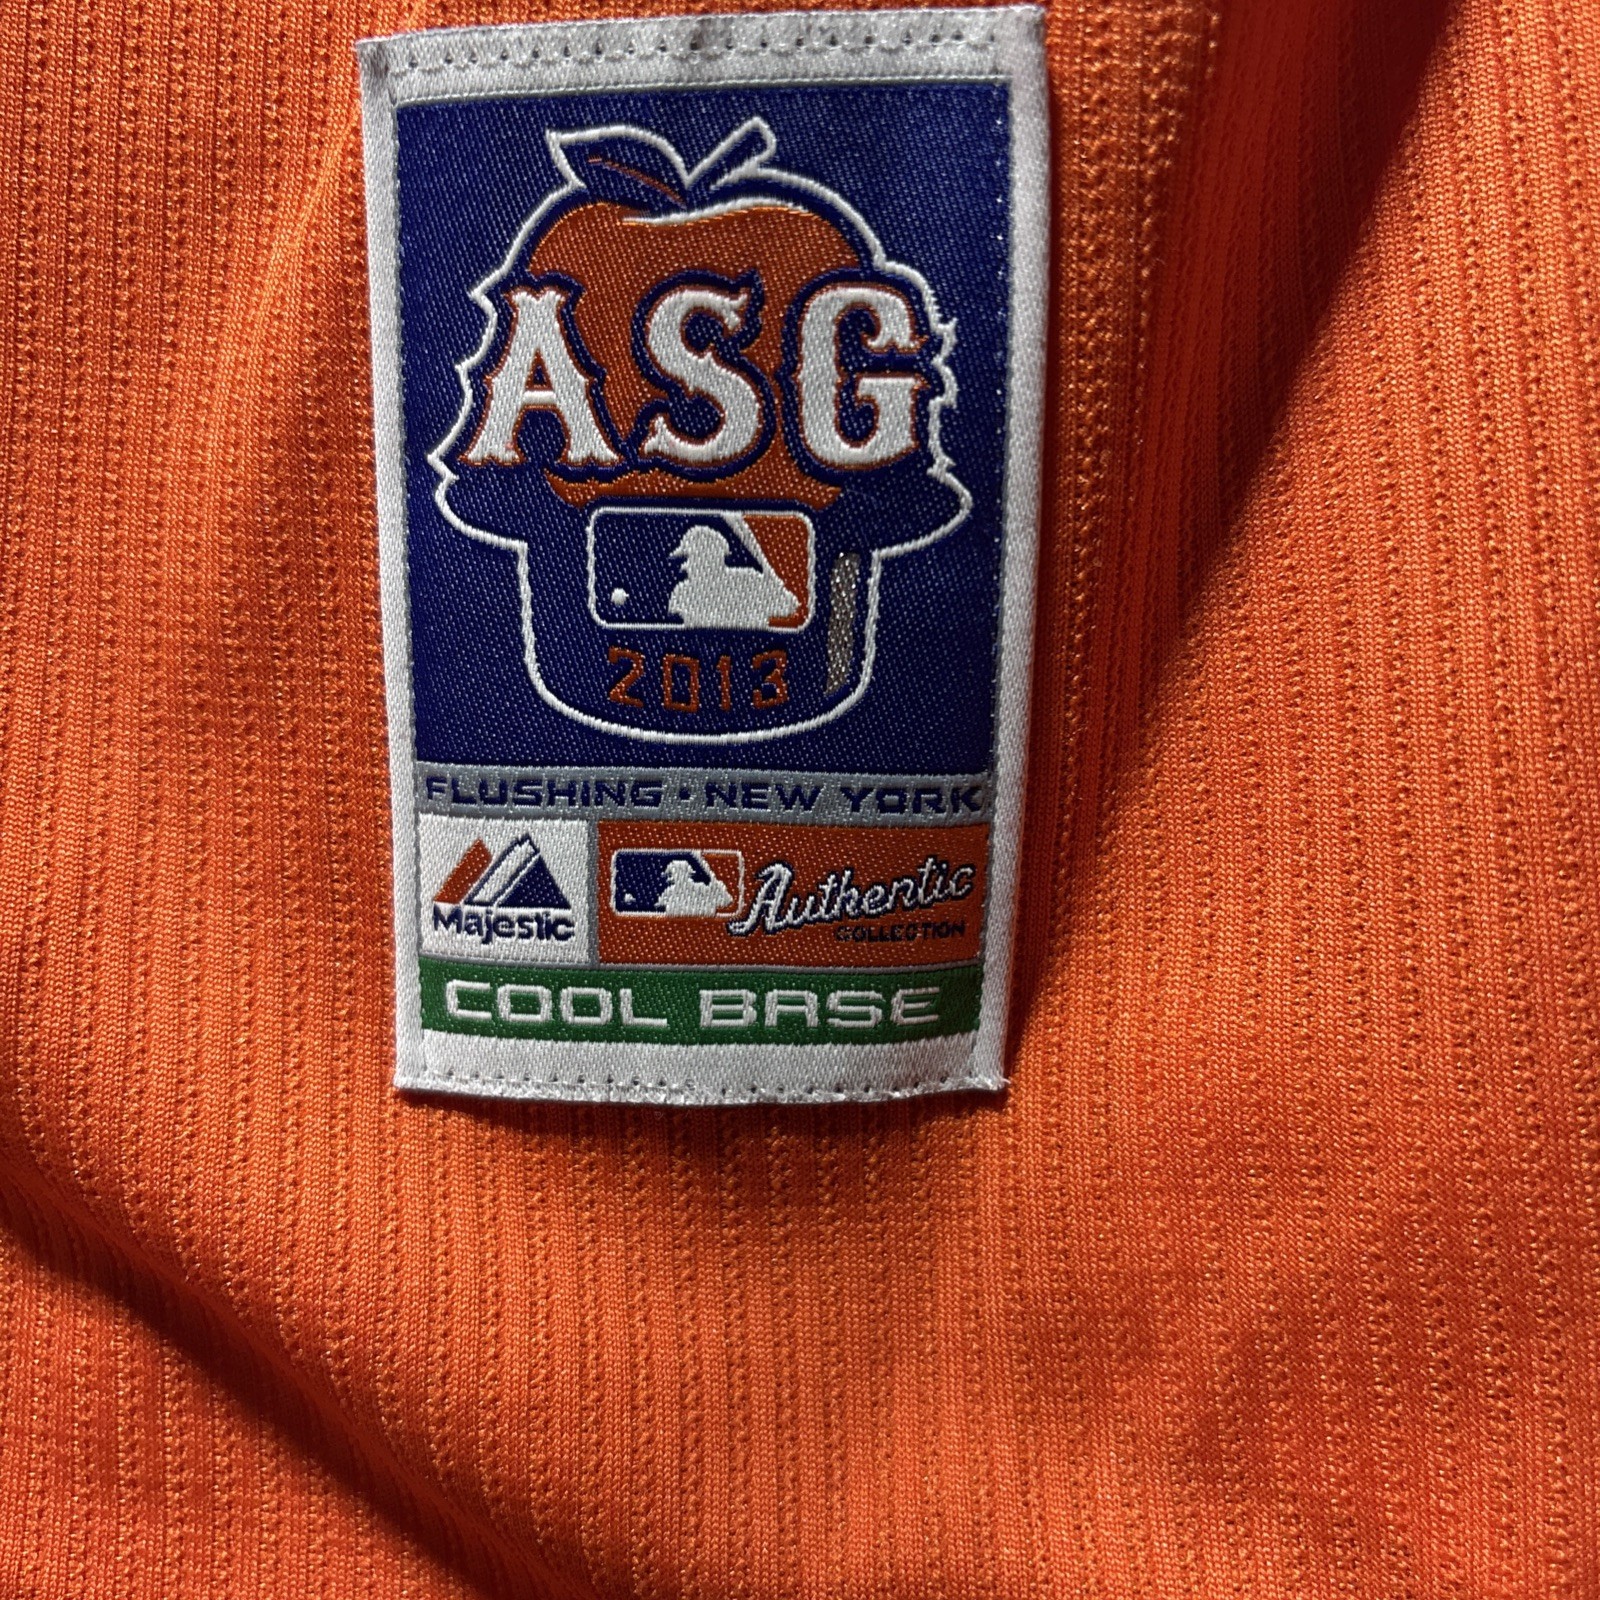 ASG
2013
FLUSHING • NEW YORK
Majestic
Authentic
COLLECTION
COOL BASE